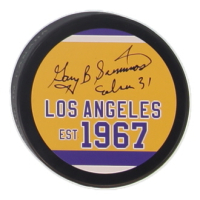 Gary B Simmons
Cobra 31
LOS ANGELES
EST 1967